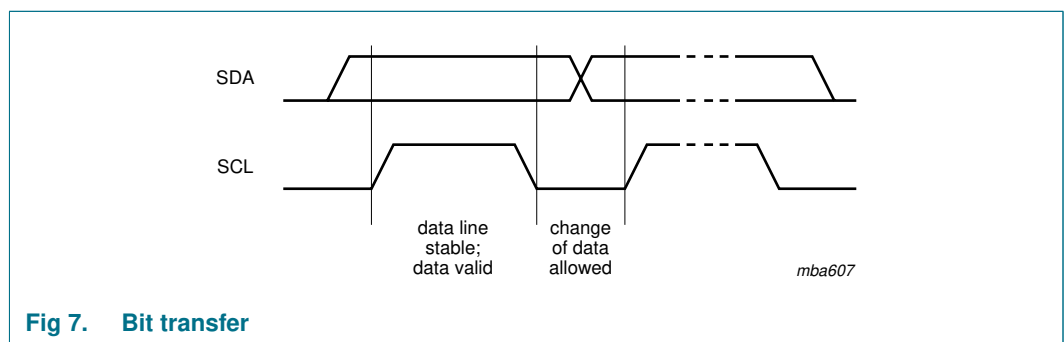 SDA
SCL
data line
stable;
data valid
change
of data
allowed
mba607
Fig 7. Bit transfer